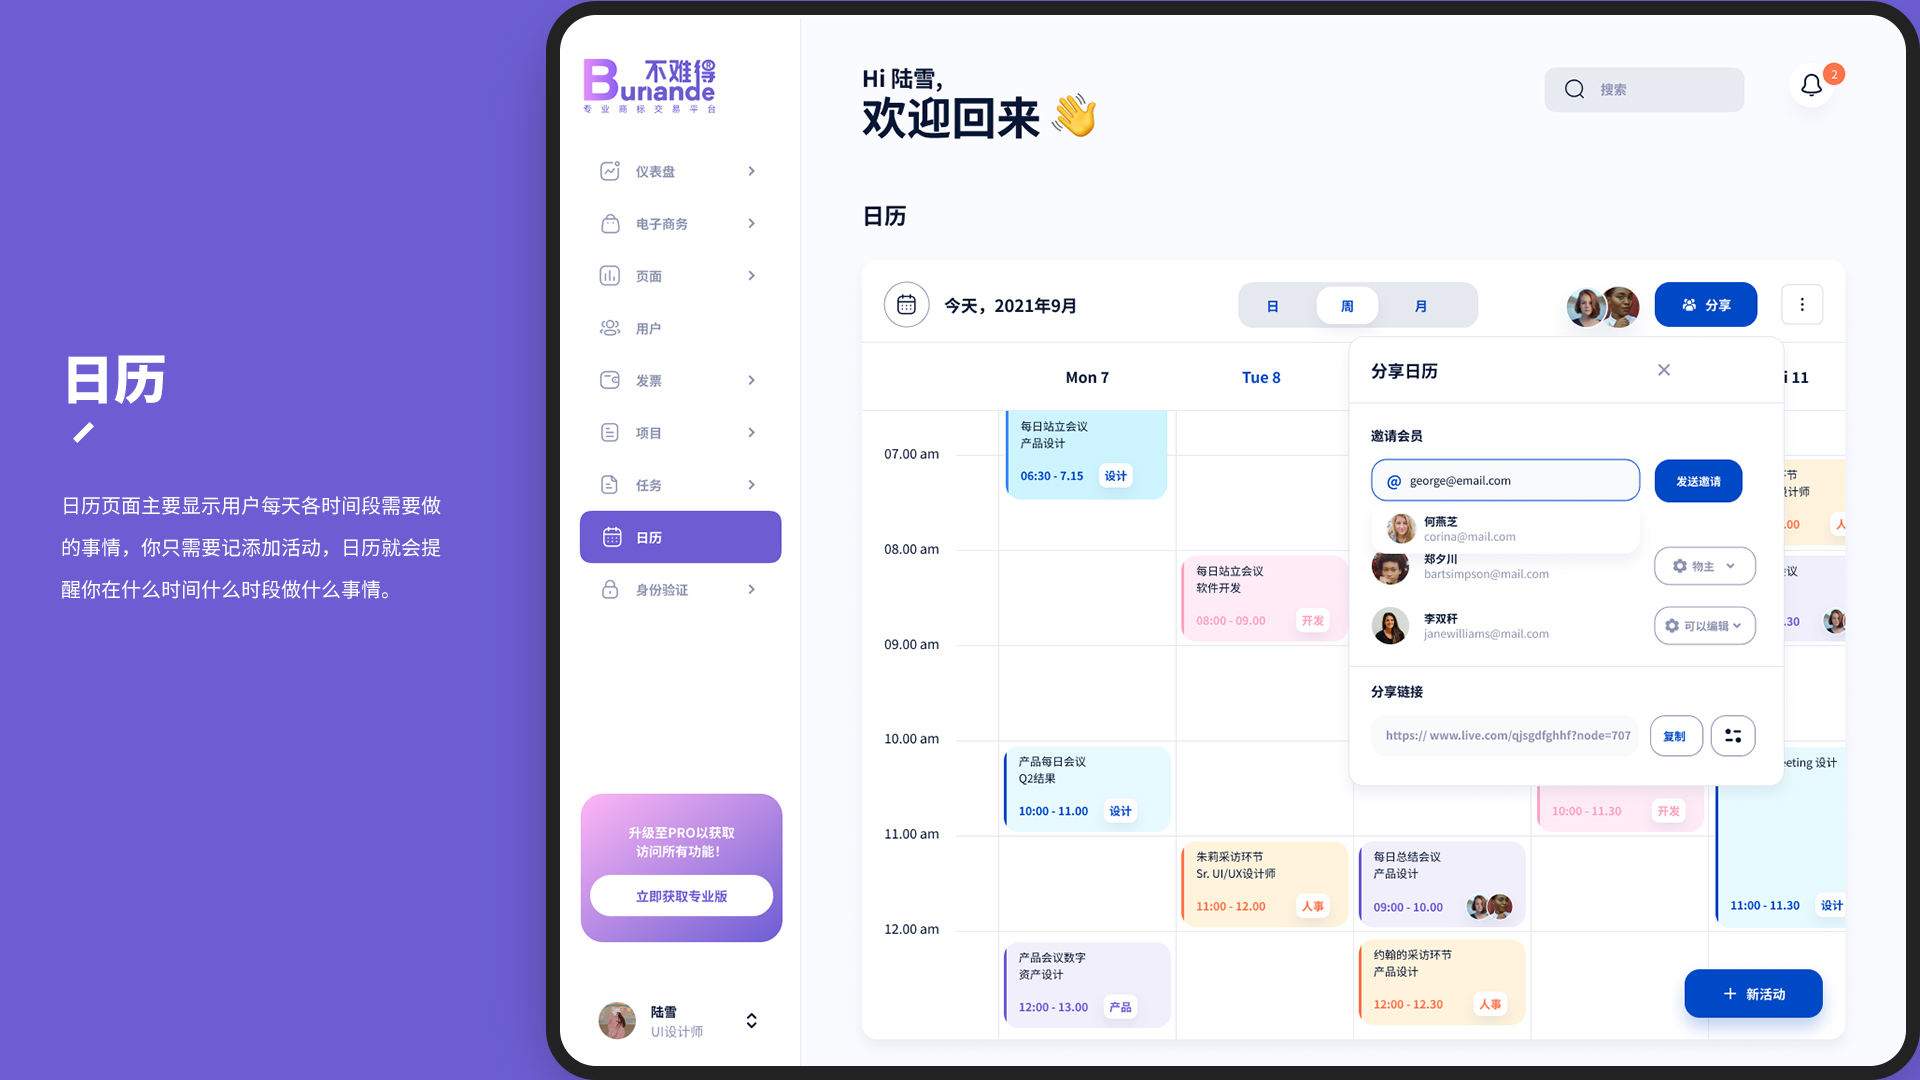 日历
日历页面主要显示用户每天各时间段需要做
的事情，你只需要记添加活动，日历就会提
醒你在什么时间什么时段做什么事情。
不难得®
Buriande
专业商标交易平台
仪表盘
电子商务
页面
用户
发票
项目
任务
日历
身份验证
升级至PRO以获取
访问所有功能！
立即获取专业版
陆雪
UI设计师
Hi 陆雪,
欢迎回来 👋
搜索
2
日历
今天，2021年9月
日
周
月
分享
Mon 7
Tue 8
i 11
07.00 am
08.00 am
09.00 am
10.00 am
11.00 am
12.00 am
每日站立会议
产品设计
06:30 - 7.15
设计
每日站立会议
软件开发
08:00 - 09.00
开发
产品每日会议
Q2结果
10:00 - 11.00
设计
朱莉采访环节
Sr. UI/UX设计师
11:00 - 12.00
人事
每日总结会议
产品设计
09:00 - 10.00
产品会议数字
资产设计
12:00 - 13.00
产品
约翰的采访环节
产品设计
12:00 - 12.30
人事
10:00 - 11.30
开发
节
计师
.00
人
议
.30
eeting 设计
11:00 - 11.30
设计
新活动
分享日历
邀请会员
@ george@email.com
发送邀请
何燕芝
corina@mail.com
郑夕川
bartsimpson@mail.com
物主
李双秆
janewilliams@mail.com
可以编辑
分享链接
https:// www.live.com/qjsgdfghhf?node=707
复制